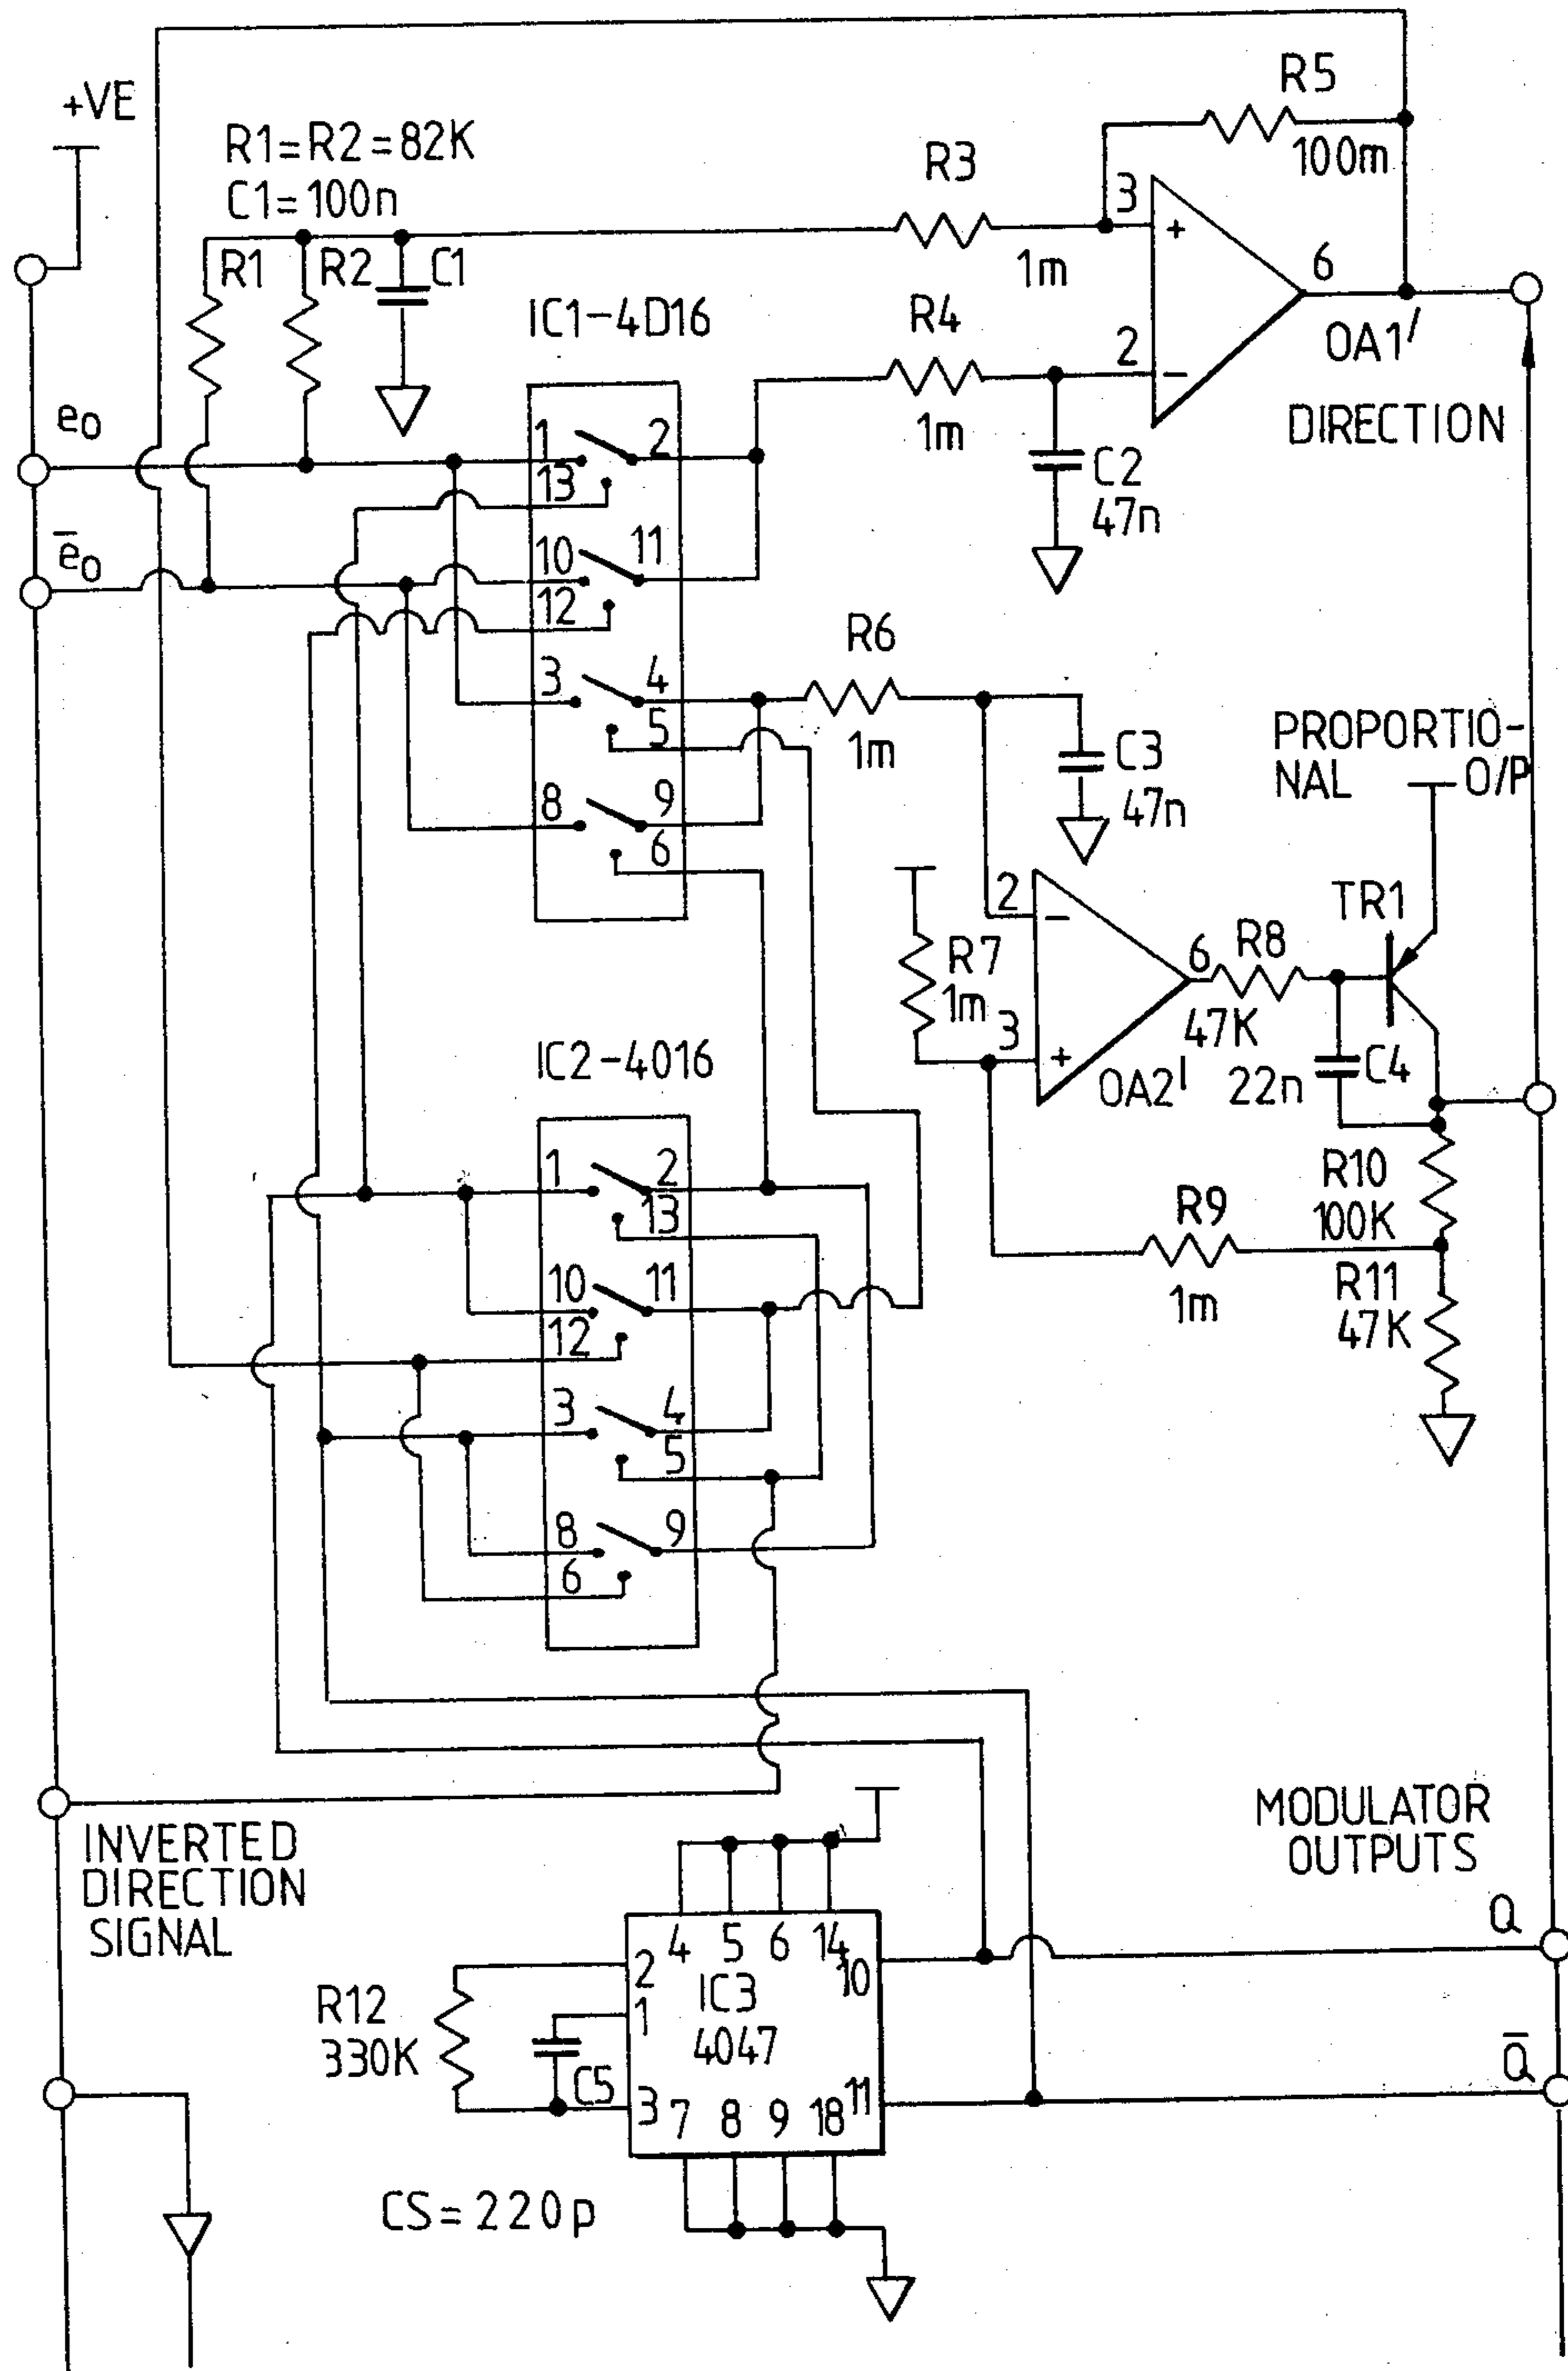 +VE
R1=R2=82K
C1=100n
R1
R2
C1
R3
1m
R5
100m
3
+
6
2
−
OA1'
DIRECTION
IC1-4D16
R4
1m
C2
47n
e0
ē0
1
2
13
10
11
12
3
4
5
8
9
6
R6
1m
C3
47n
PROPORTIO-
NAL O/P
2
−
R7
1m
3
+
6
OA2'
R8
47K
TR1
22n
C4
R10
100K
R9
1m
R11
47K
IC2-4016
1
2
13
10
11
12
3
4
5
8
9
6
INVERTED
DIRECTION
SIGNAL
MODULATOR
OUTPUTS
Q
Q̄
4 5 6 14
2
1
3
10
11
IC3
4047
7 8 9 18
R12
330K
C5
CS=220p